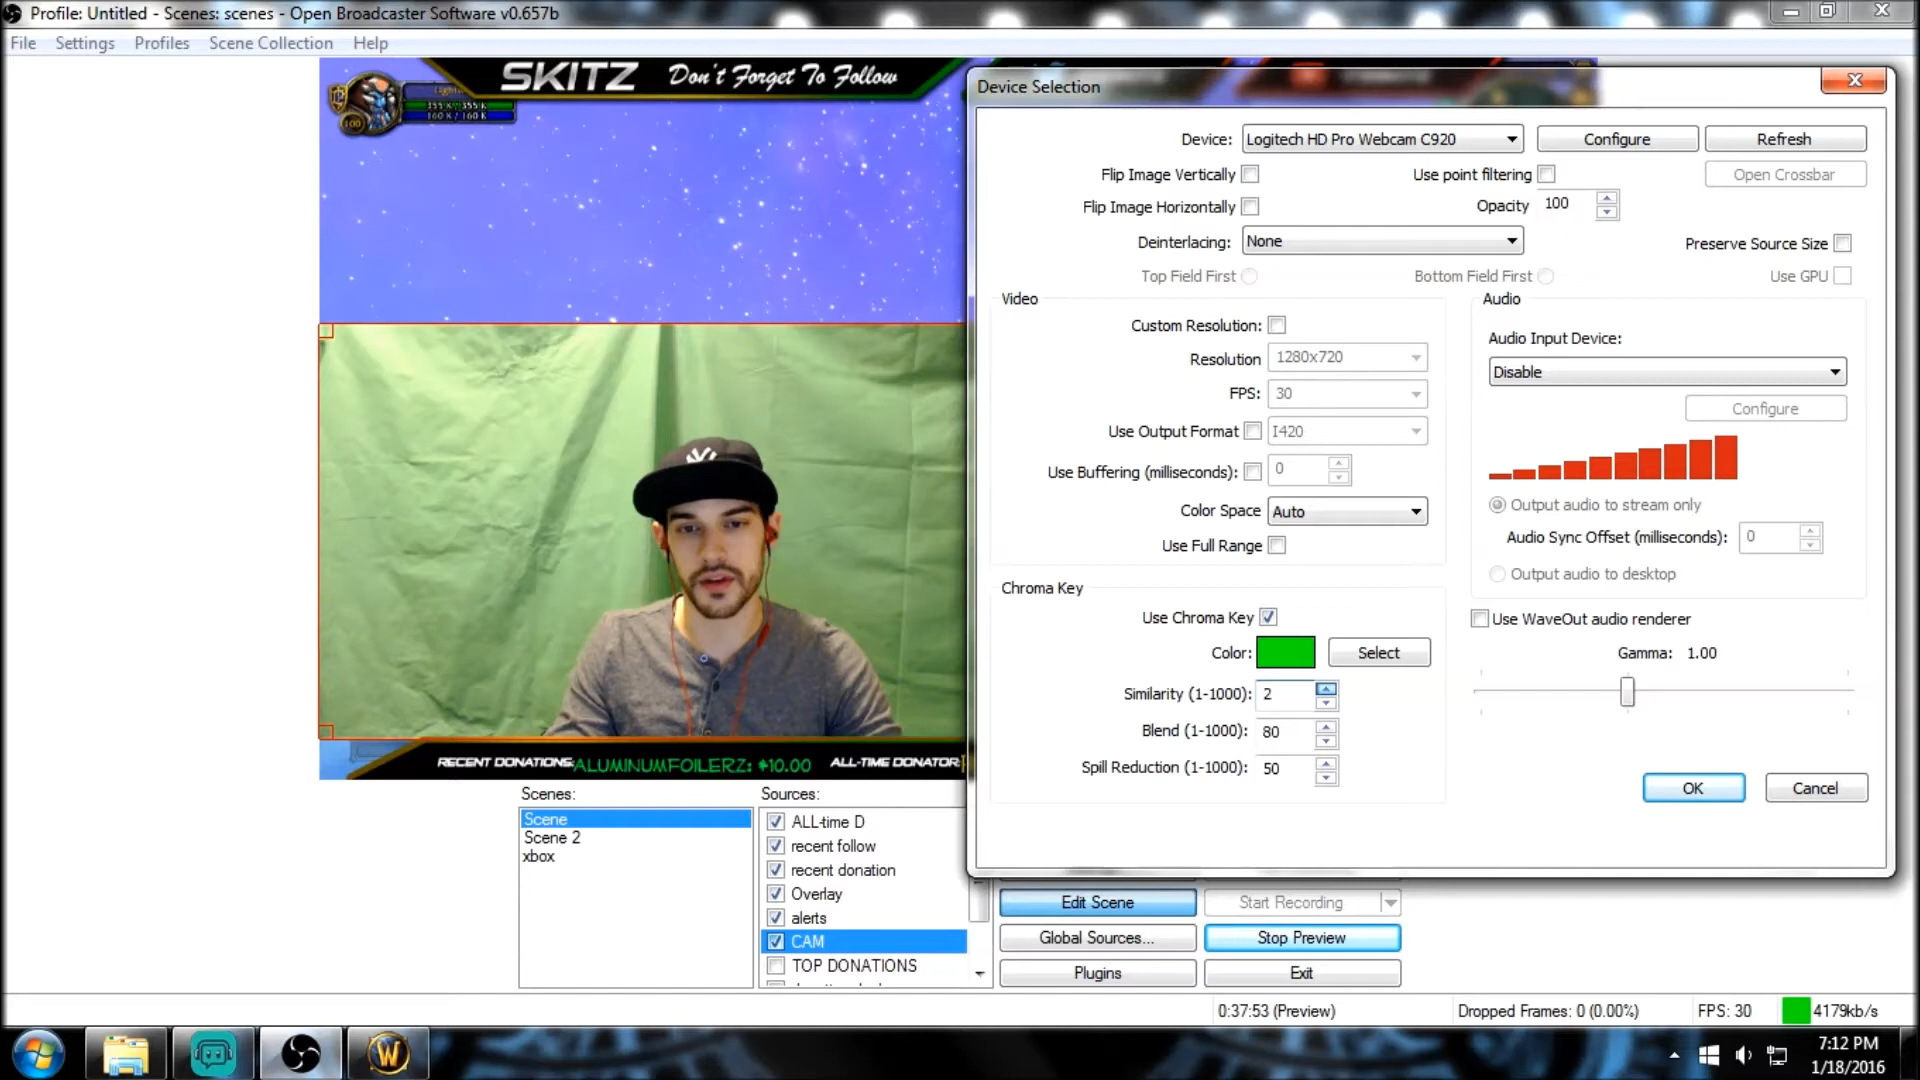 Profile: Untitled - Scenes: scenes - Open Broadcaster Software v0.657b
File Settings Profiles Scene Collection Help
SKITZ Don't Forget To Follow
355 K / 355 K
160 K / 160 K
100
Device Selection
Device: Logitech HD Pro Webcam C920 Configure Refresh
Flip Image Vertically Use point filtering Open Crossbar
Flip Image Horizontally Opacity 100
Deinterlacing: None Preserve Source Size
Top Field First Bottom Field First Use GPU
Video
Custom Resolution:
Resolution 1280x720
FPS: 30
Use Output Format I420
Use Buffering (milliseconds): 0
Color Space Auto
Use Full Range
Audio
Audio Input Device:
Disable
Configure
Output audio to stream only
Audio Sync Offset (milliseconds): 0
Output audio to desktop
Chroma Key
Use Chroma Key
Color: Select
Similarity (1-1000): 2
Blend (1-1000): 80
Spill Reduction (1-1000): 50
Use WaveOut audio renderer
Gamma: 1.00
OK Cancel
RECENT DONATIONS: ALUMINUMFOILERZ: $10.00 ALL-TIME DONATOR:
Scenes:
Scene
Scene 2
xbox
Sources:
ALL-time D
recent follow
recent donation
Overlay
alerts
CAM
TOP DONATIONS
Edit Scene Start Recording
Global Sources... Stop Preview
Plugins Exit
0:37:53 (Preview) Dropped Frames: 0 (0.00%) FPS: 30 4179kb/s
7:12 PM
1/18/2016